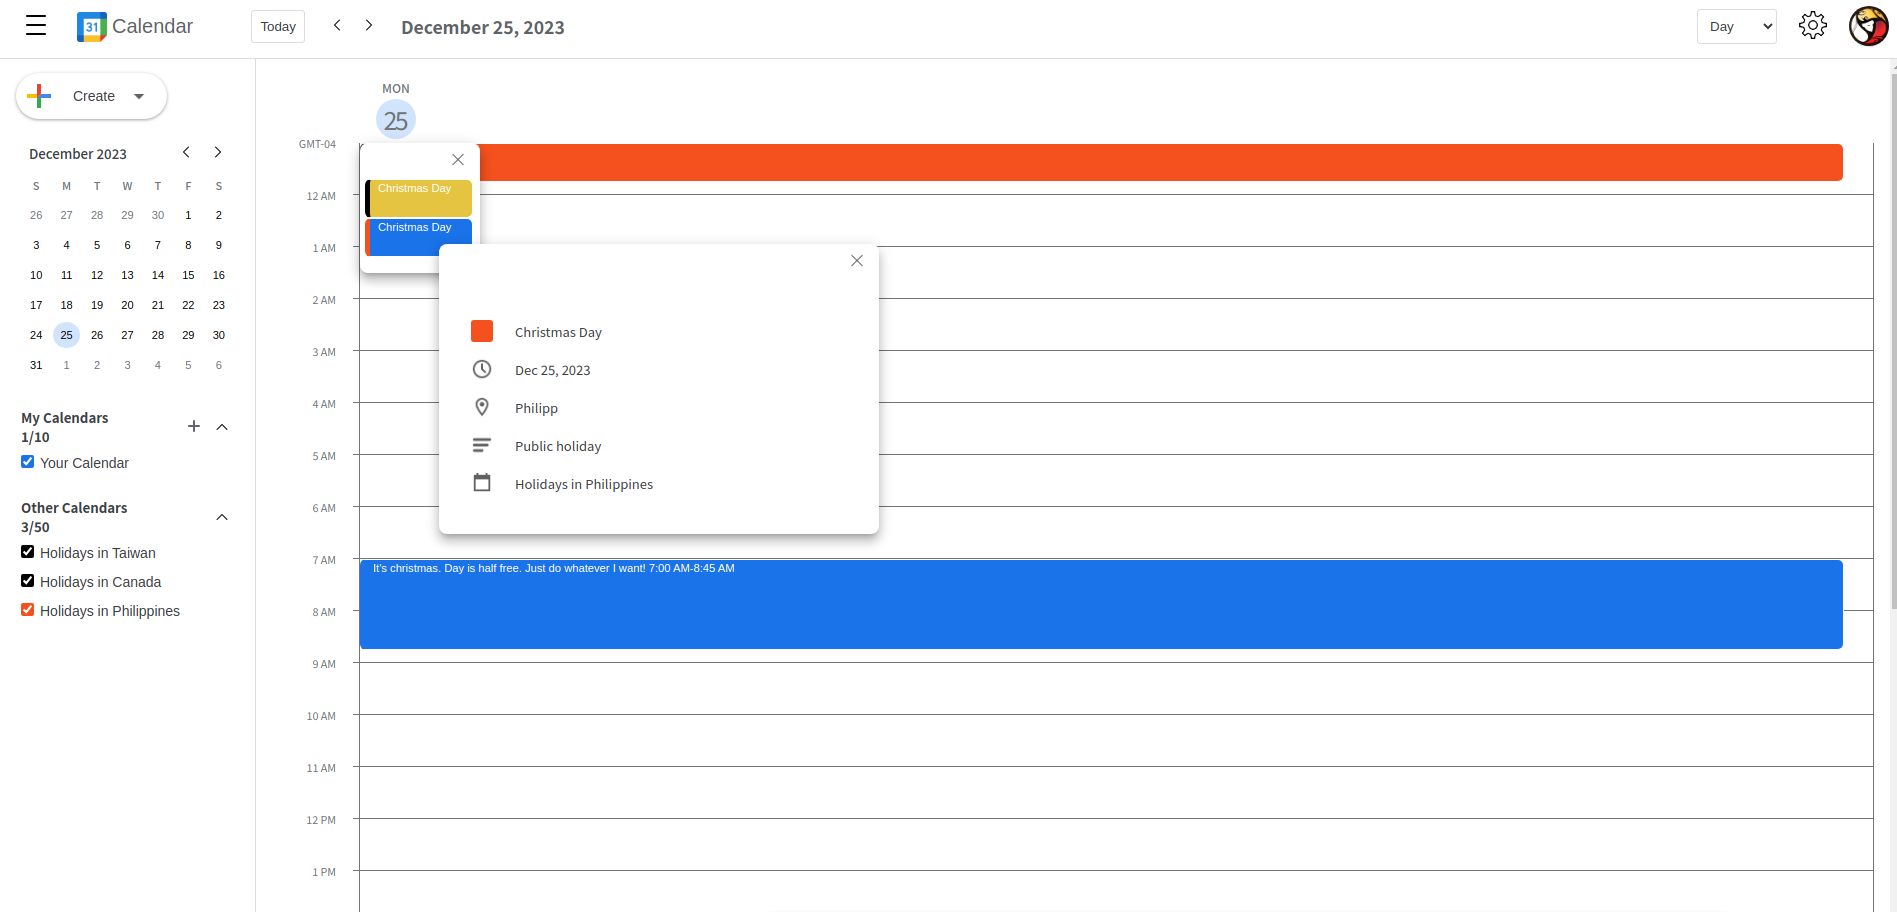 31 Calendar
Today
December 25, 2023
Day
Create
December 2023
S M T W T F S
26 27 28 29 30 1 2
3 4 5 6 7 8 9
10 11 12 13 14 15 16
17 18 19 20 21 22 23
24 25 26 27 28 29 30
31 1 2 3 4 5 6
My Calendars
1/10
Your Calendar
Other Calendars
3/50
Holidays in Taiwan
Holidays in Canada
Holidays in Philippines
MON
25
GMT-04
12 AM
1 AM
2 AM
3 AM
4 AM
5 AM
6 AM
7 AM
8 AM
9 AM
10 AM
11 AM
12 PM
1 PM
Christmas Day
Christmas Day
Christmas Day
Dec 25, 2023
Philipp
Public holiday
Holidays in Philippines
It's christmas. Day is half free. Just do whatever I want! 7:00 AM-8:45 AM